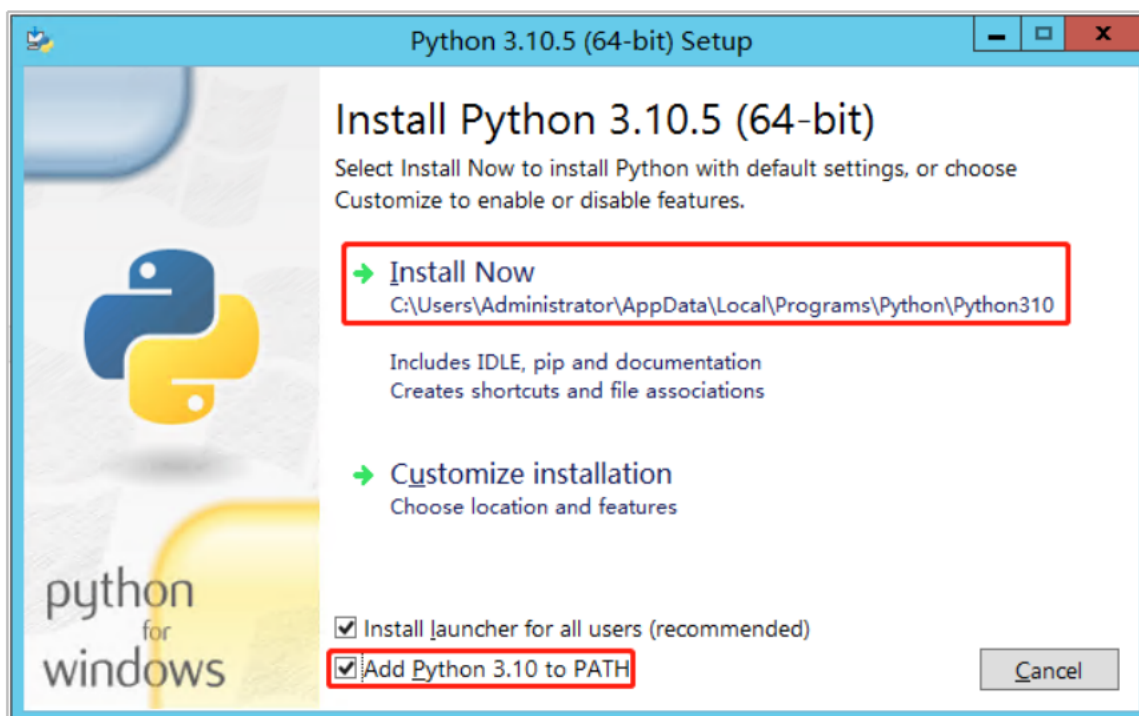 Python 3.10.5 (64-bit) Setup
Install Python 3.10.5 (64-bit)
Select Install Now to install Python with default settings, or choose
Customize to enable or disable features.
Install Now
C:\Users\Administrator\AppData\Local\Programs\Python\Python310
Includes IDLE, pip and documentation
Creates shortcuts and file associations
Customize installation
Choose location and features
python
for
windows
Install launcher for all users (recommended)
Add Python 3.10 to PATH
Cancel